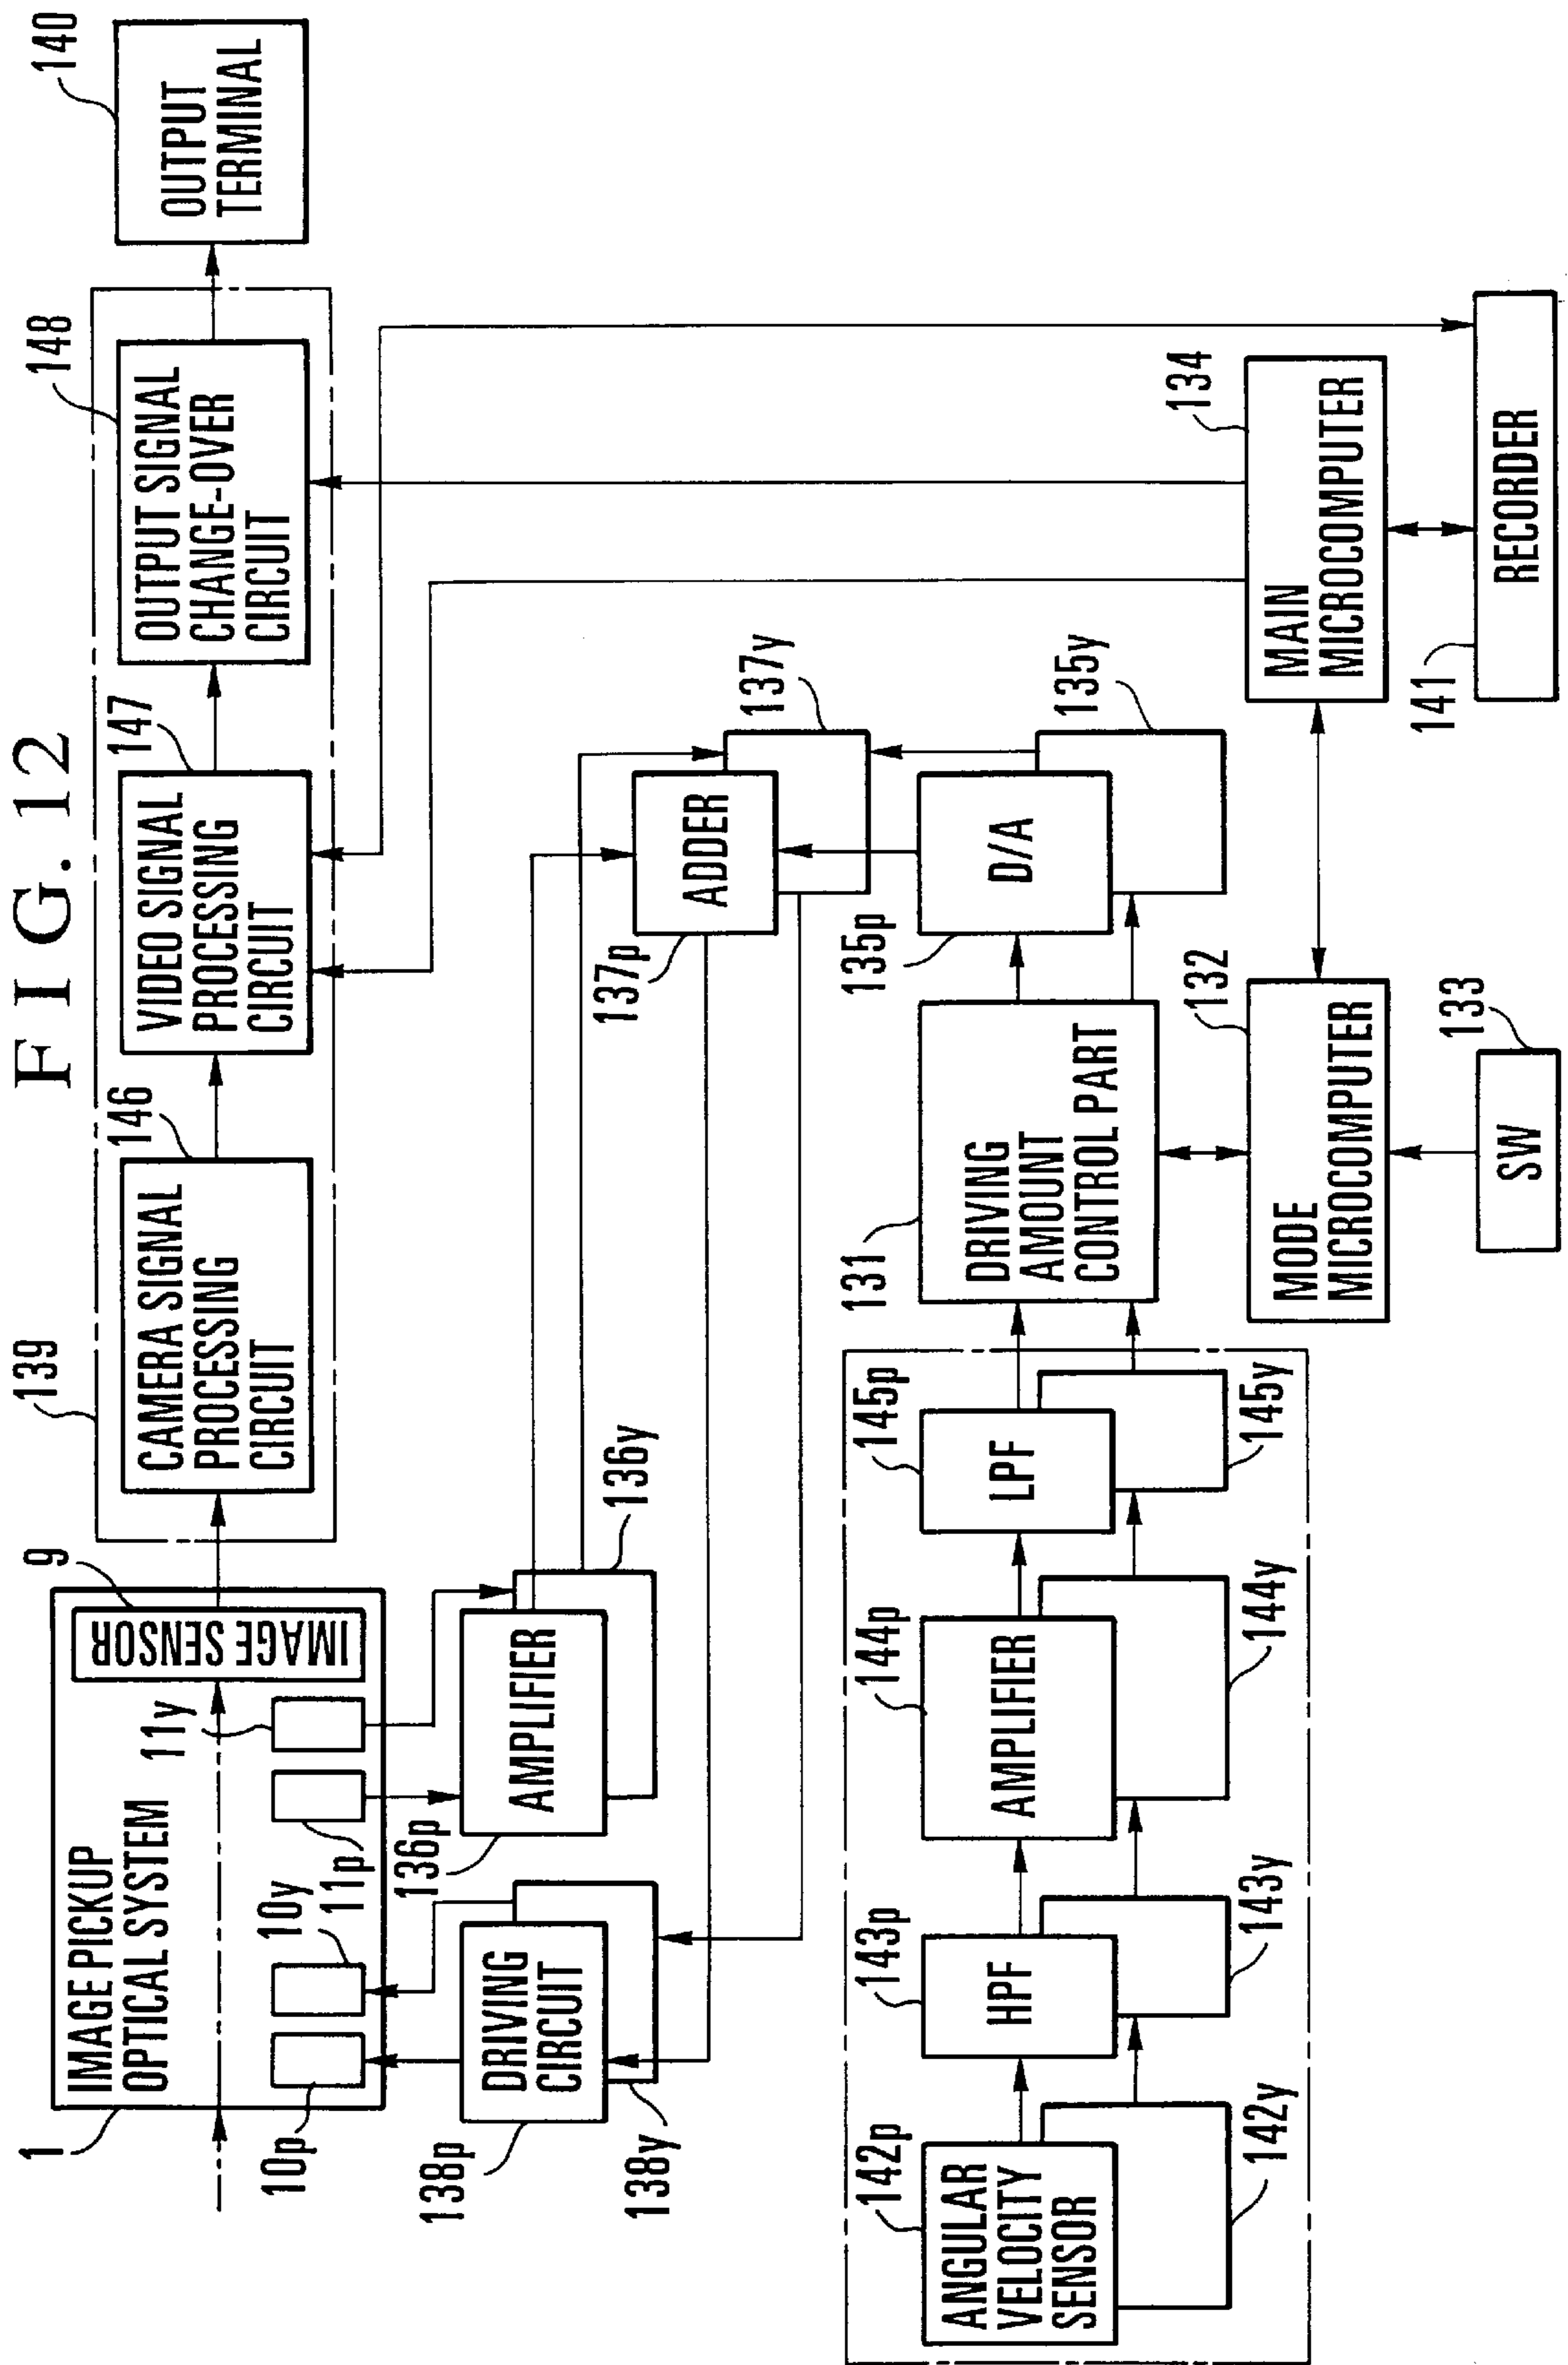 FIG. 12
139
146
147
148
140
CAMERA SIGNAL
PROCESSING
CIRCUIT
VIDEO SIGNAL
PROCESSING
CIRCUIT
OUTPUT SIGNAL
CHANGE-OVER
CIRCUIT
OUTPUT
TERMINAL
1
IMAGE PICKUP
OPTICAL SYSTEM
9
IMAGE SENSOR
10p
10y
11p
11y
138p
DRIVING
CIRCUIT
138y
136p
AMPLIFIER
136y
137p
ADDER
137y
142p
ANGULAR
VELOCITY
SENSOR
142y
143p
HPF
143y
144p
AMPLIFIER
144y
145p
LPF
145y
131
DRIVING
AMOUNT
CONTROL PART
135p
D/A
135y
132
MODE
MICROCOMPUTER
133
SW
134
MAIN
MICROCOMPUTER
141
RECORDER